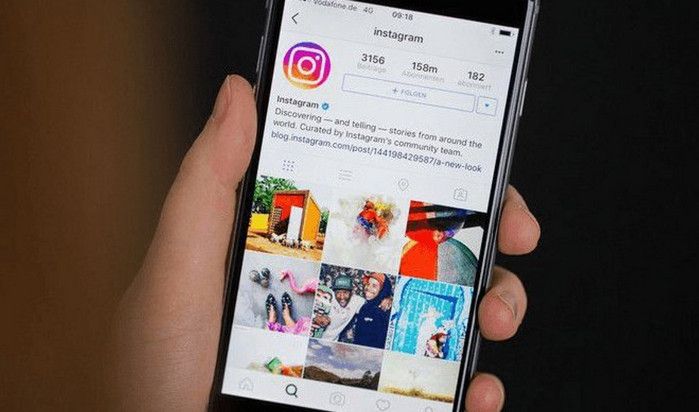 vodafone.de 4G 09:18
instagram
3156 158m 182
Beiträge Abonnenten abonniert
+ FOLGEN
Instagram
Discovering — and telling — stories from around the
world. Curated by Instagram's community team.
blog.instagram.com/post/144198429587/a-new-look